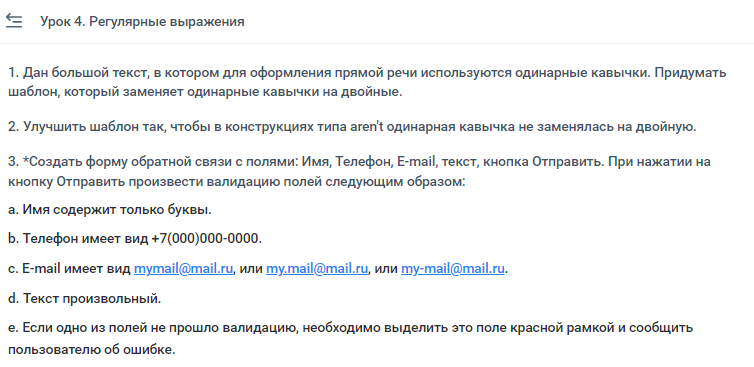 Урок 4. Регулярные выражения
1. Дан большой текст, в котором для оформления прямой речи используются одинарные кавычки. Придумать
шаблон, который заменяет одинарные кавычки на двойные.
2. Улучшить шаблон так, чтобы в конструкциях типа aren't одинарная кавычка не заменялась на двойную.
3. *Создать форму обратной связи с полями: Имя, Телефон, E-mail, текст, кнопка Отправить. При нажатии на
кнопку Отправить произвести валидацию полей следующим образом:
a. Имя содержит только буквы.
b. Телефон имеет вид +7(000)000-0000.
c. E-mail имеет вид mymail@mail.ru, или my.mail@mail.ru, или my-mail@mail.ru.
d. Текст произвольный.
e. Если одно из полей не прошло валидацию, необходимо выделить это поле красной рамкой и сообщить
пользователю об ошибке.